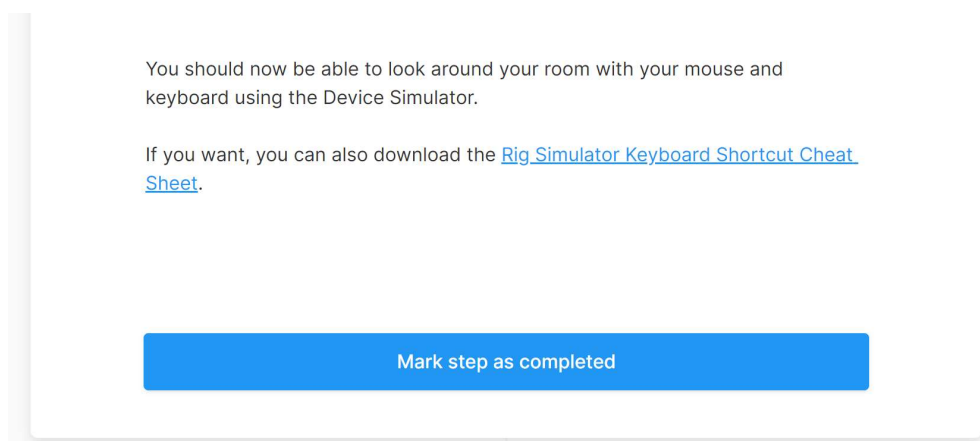 You should now be able to look around your room with your mouse and
keyboard using the Device Simulator.
If you want, you can also download the Rig Simulator Keyboard Shortcut Cheat
Sheet.
Mark step as completed